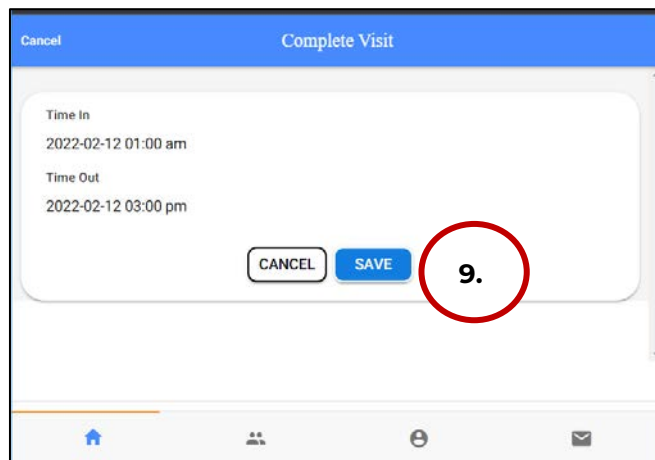 Cancel Complete Visit
Time In
2022-02-12 01:00 am
Time Out
2022-02-12 03:00 pm
CANCEL SAVE 9.